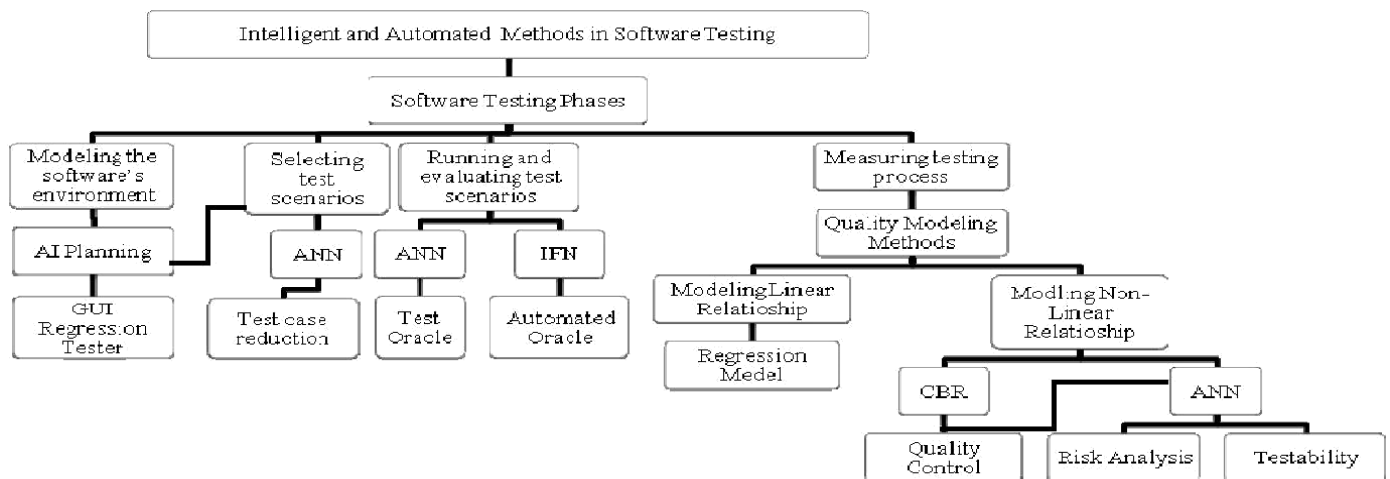 Intelligent and Automated Methods in Software Testing
Software Testing Phases
Modeling the
software's
environment
Selecting
test
scenarios
Running and
evaluating test
scenarios
Measuring testing
process
AI Planning
ANN
ANN
IFN
Quality Modeling
Methods
GUI
Regression
Tester
Test case
reduction
Test
Oracle
Automated
Oracle
Modeling Linear
Relatioship
Modling Non-
Linear
Relatioship
Regression
Medel
CBR
ANN
Quality
Control
Risk Analysis
Testability